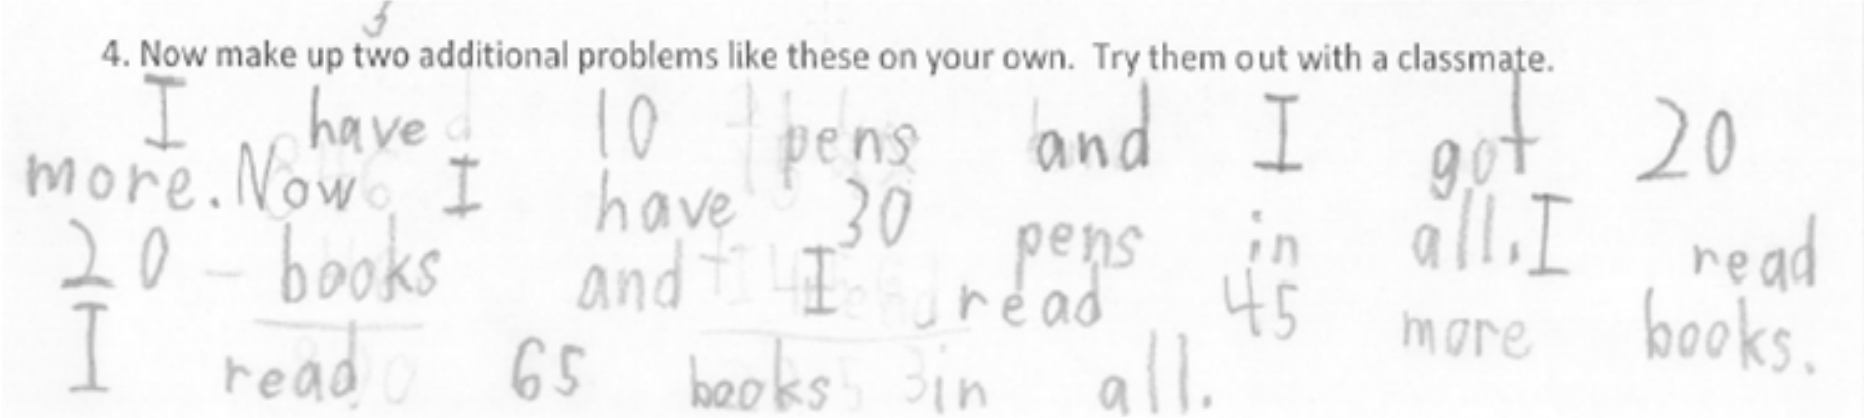 3
4. Now make up two additional problems like these on your own. Try them out with a classmate.
I have 10 pens and I got 20
more. Now I have 30 pens in all. I read
20 books and I read 45 more books.
I read 65 books in all.